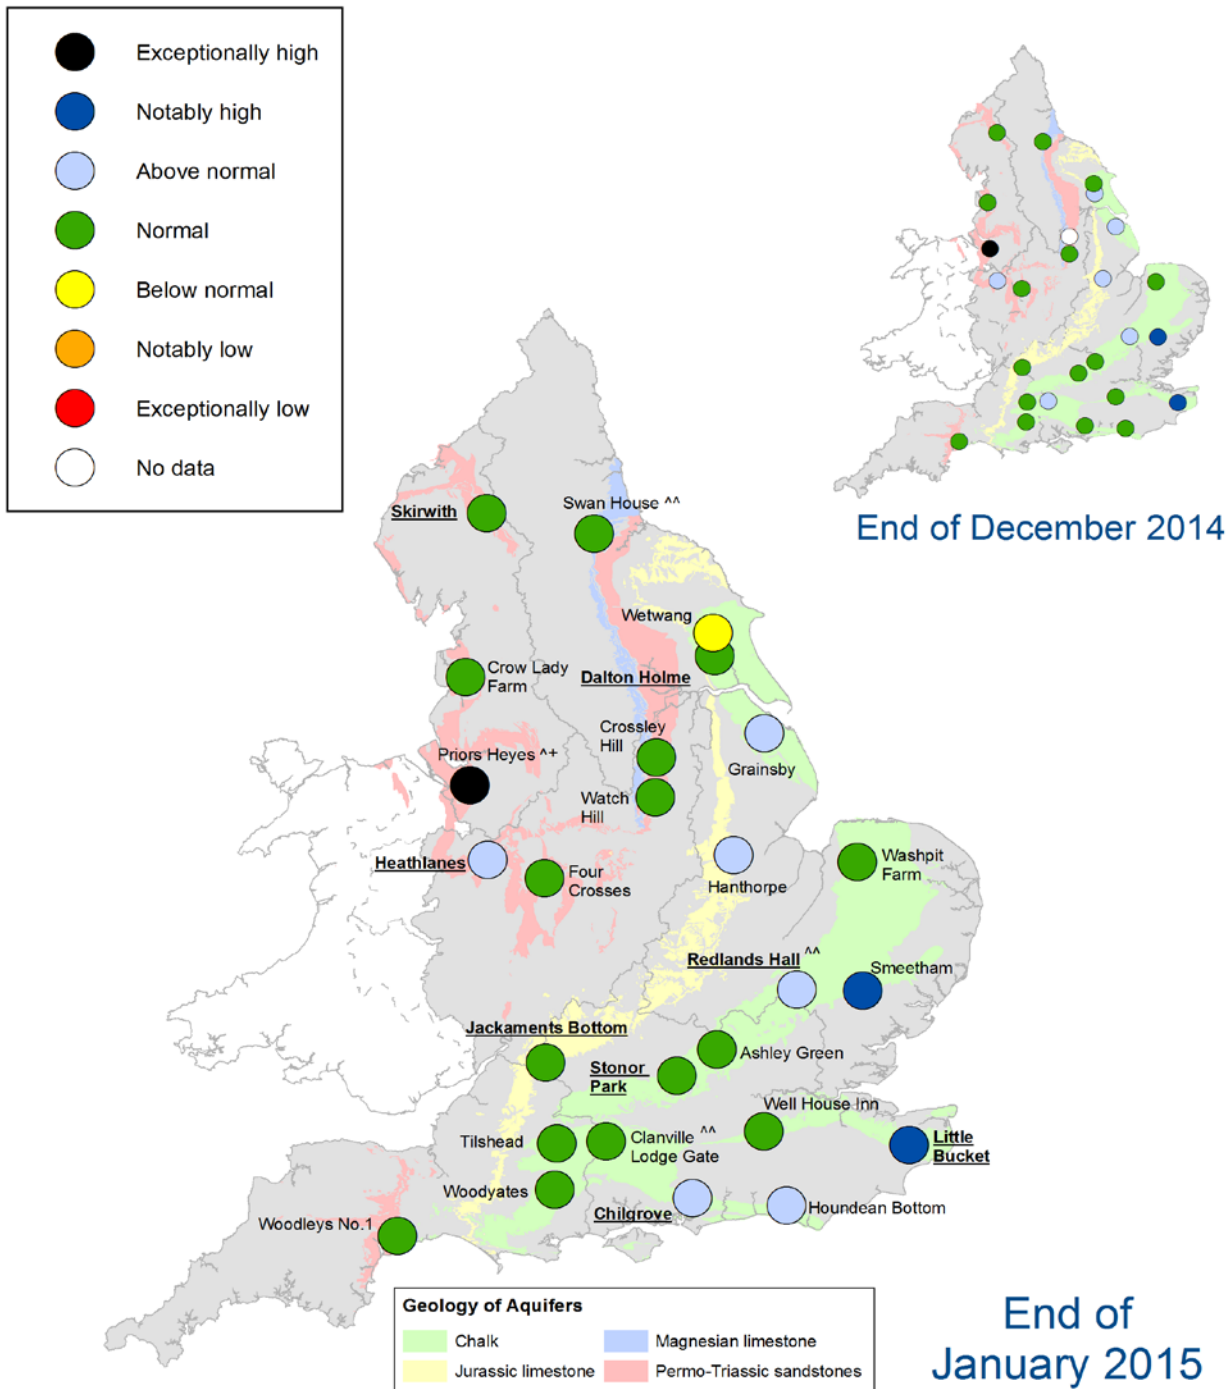 Exceptionally high
Notably high
Above normal
Normal
Below normal
Notably low
Exceptionally low
No data
End of December 2014
Skirwith
Swan House ^^
Wetwang
Dalton Holme
Crow Lady
Farm
Crossley
Hill
Priors Heyes ^+
Grainsby
Watch
Hill
Heathlanes
Four
Crosses
Hanthorpe
Washpit
Farm
Redlands Hall ^^
Smeetham
Jackaments Bottom
Ashley Green
Stonor
Park
Well House Inn
Tilshead
Clanville ^^
Lodge Gate
Little
Bucket
Woodyates
Chilgrove
Houndean Bottom
Woodleys No.1
Geology of Aquifers
Chalk
Magnesian limestone
Jurassic limestone
Permo-Triassic sandstones
End of
January 2015